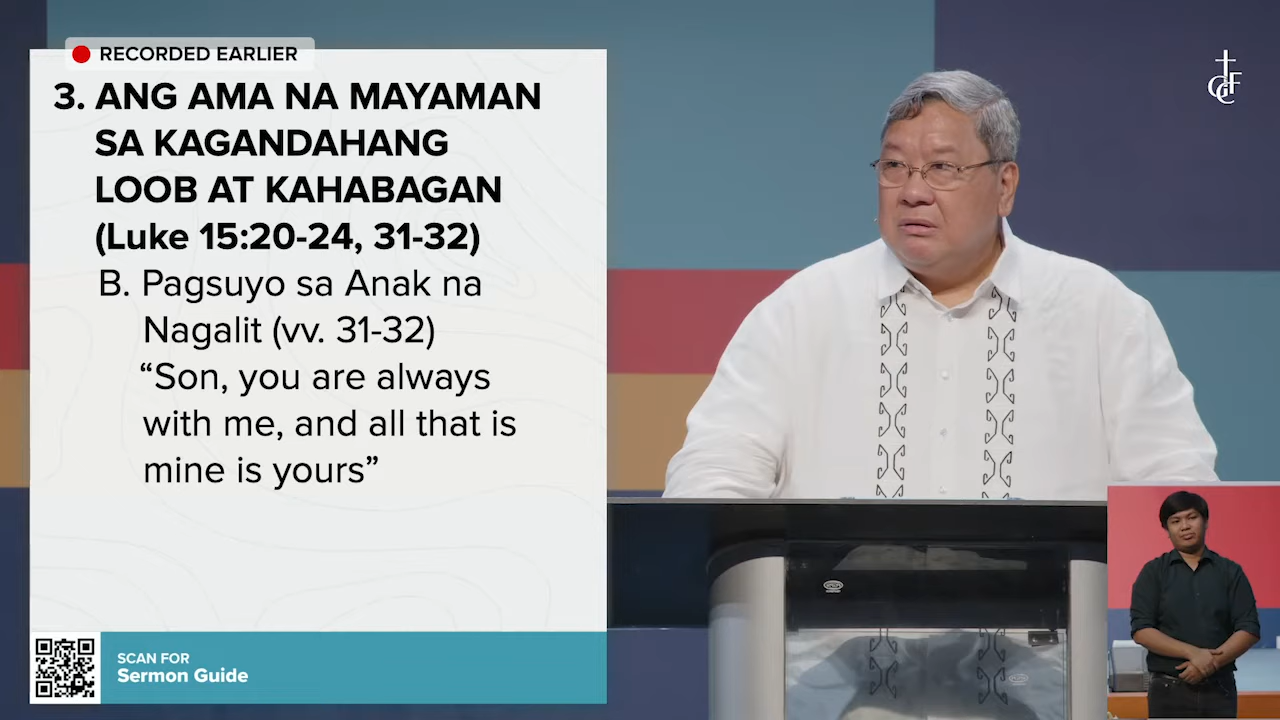 RECORDED EARLIER
3. ANG AMA NA MAYAMAN
SA KAGANDAHANG
LOOB AT KAHABAGAN
(Luke 15:20-24, 31-32)
B. Pagsuyo sa Anak na
Nagalit (vv. 31-32)
“Son, you are always
with me, and all that is
mine is yours”
SCAN FOR
Sermon Guide